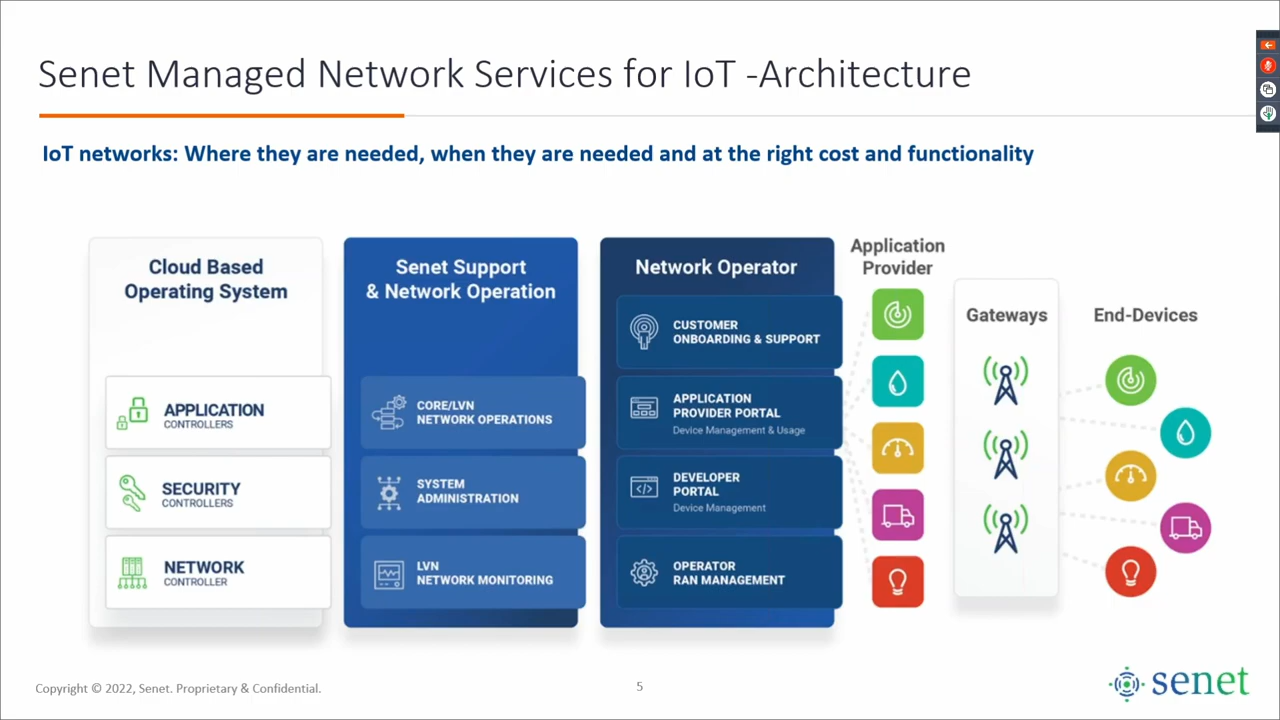 Senet Managed Network Services for IoT -Architecture
IoT networks: Where they are needed, when they are needed and at the right cost and functionality
Cloud Based
Operating System
APPLICATION
CONTROLLERS
SECURITY
CONTROLLERS
NETWORK
CONTROLLER
Senet Support
& Network Operation
CORE/LVN
NETWORK OPERATIONS
SYSTEM
ADMINISTRATION
LVN
NETWORK MONITORING
Network Operator
CUSTOMER
ONBOARDING & SUPPORT
APPLICATION
PROVIDER PORTAL
Device Management & Usage
DEVELOPER
PORTAL
Device Management
OPERATOR
RAN MANAGEMENT
Application
Provider
Gateways
End-Devices
Copyright © 2022, Senet. Proprietary & Confidential.
5
senet